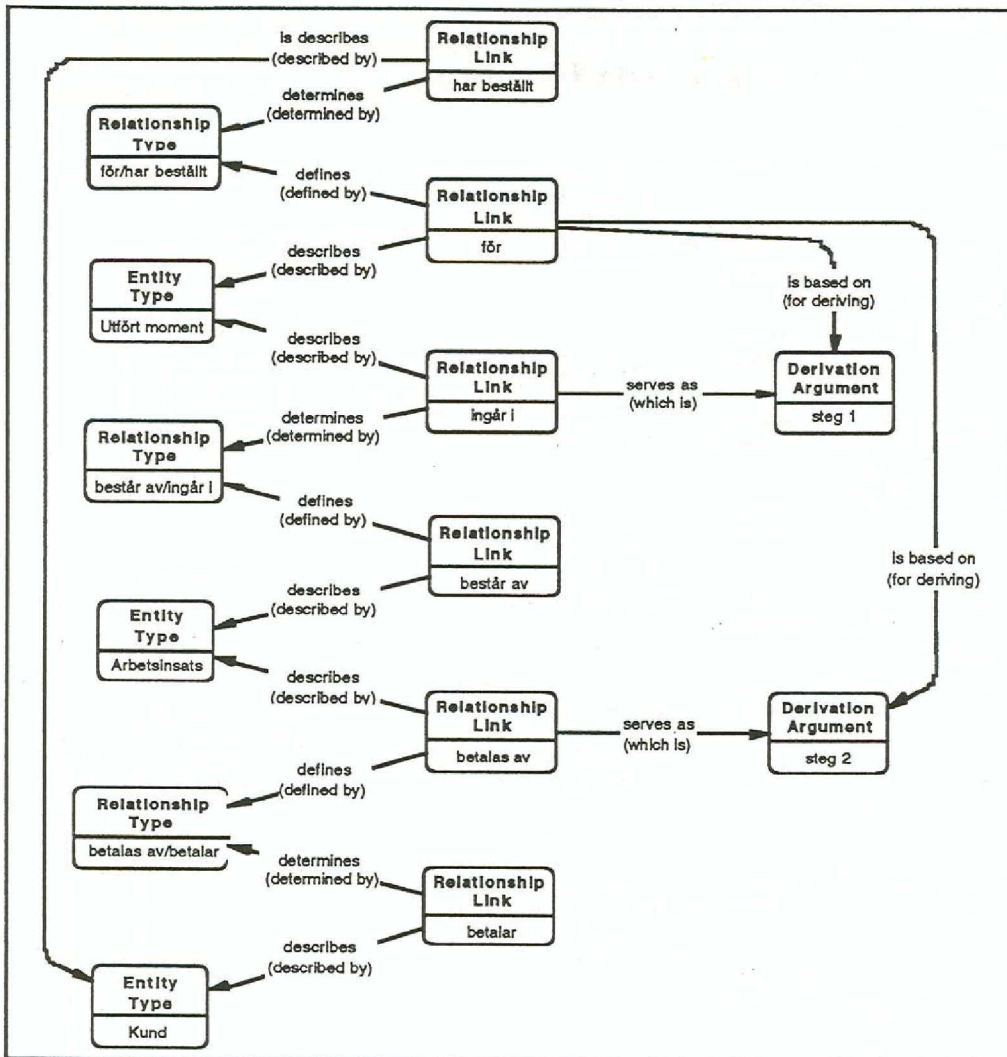 is describes
(described by)
Relationship
Link
har beställt
determines
(determined by)
Relationship
Type
för/har beställt
defines
(defined by)
Relationship
Link
för
describes
(described by)
Entity
Type
Utfört moment
is based on
(for deriving)
describes
(described by)
Relationship
Link
ingår i
serves as
(which is)
Derivation
Argument
steg 1
determines
(determined by)
Relationship
Type
består av/ingår i
defines
(defined by)
Relationship
Link
består av
is based on
(for deriving)
describes
(described by)
Entity
Type
Arbetsinsats
describes
(described by)
Relationship
Link
betalas av
serves as
(which is)
Derivation
Argument
steg 2
defines
(defined by)
Relationship
Type
betalas av/betalar
determines
(determined by)
Relationship
Link
betalar
describes
(described by)
Entity
Type
Kund